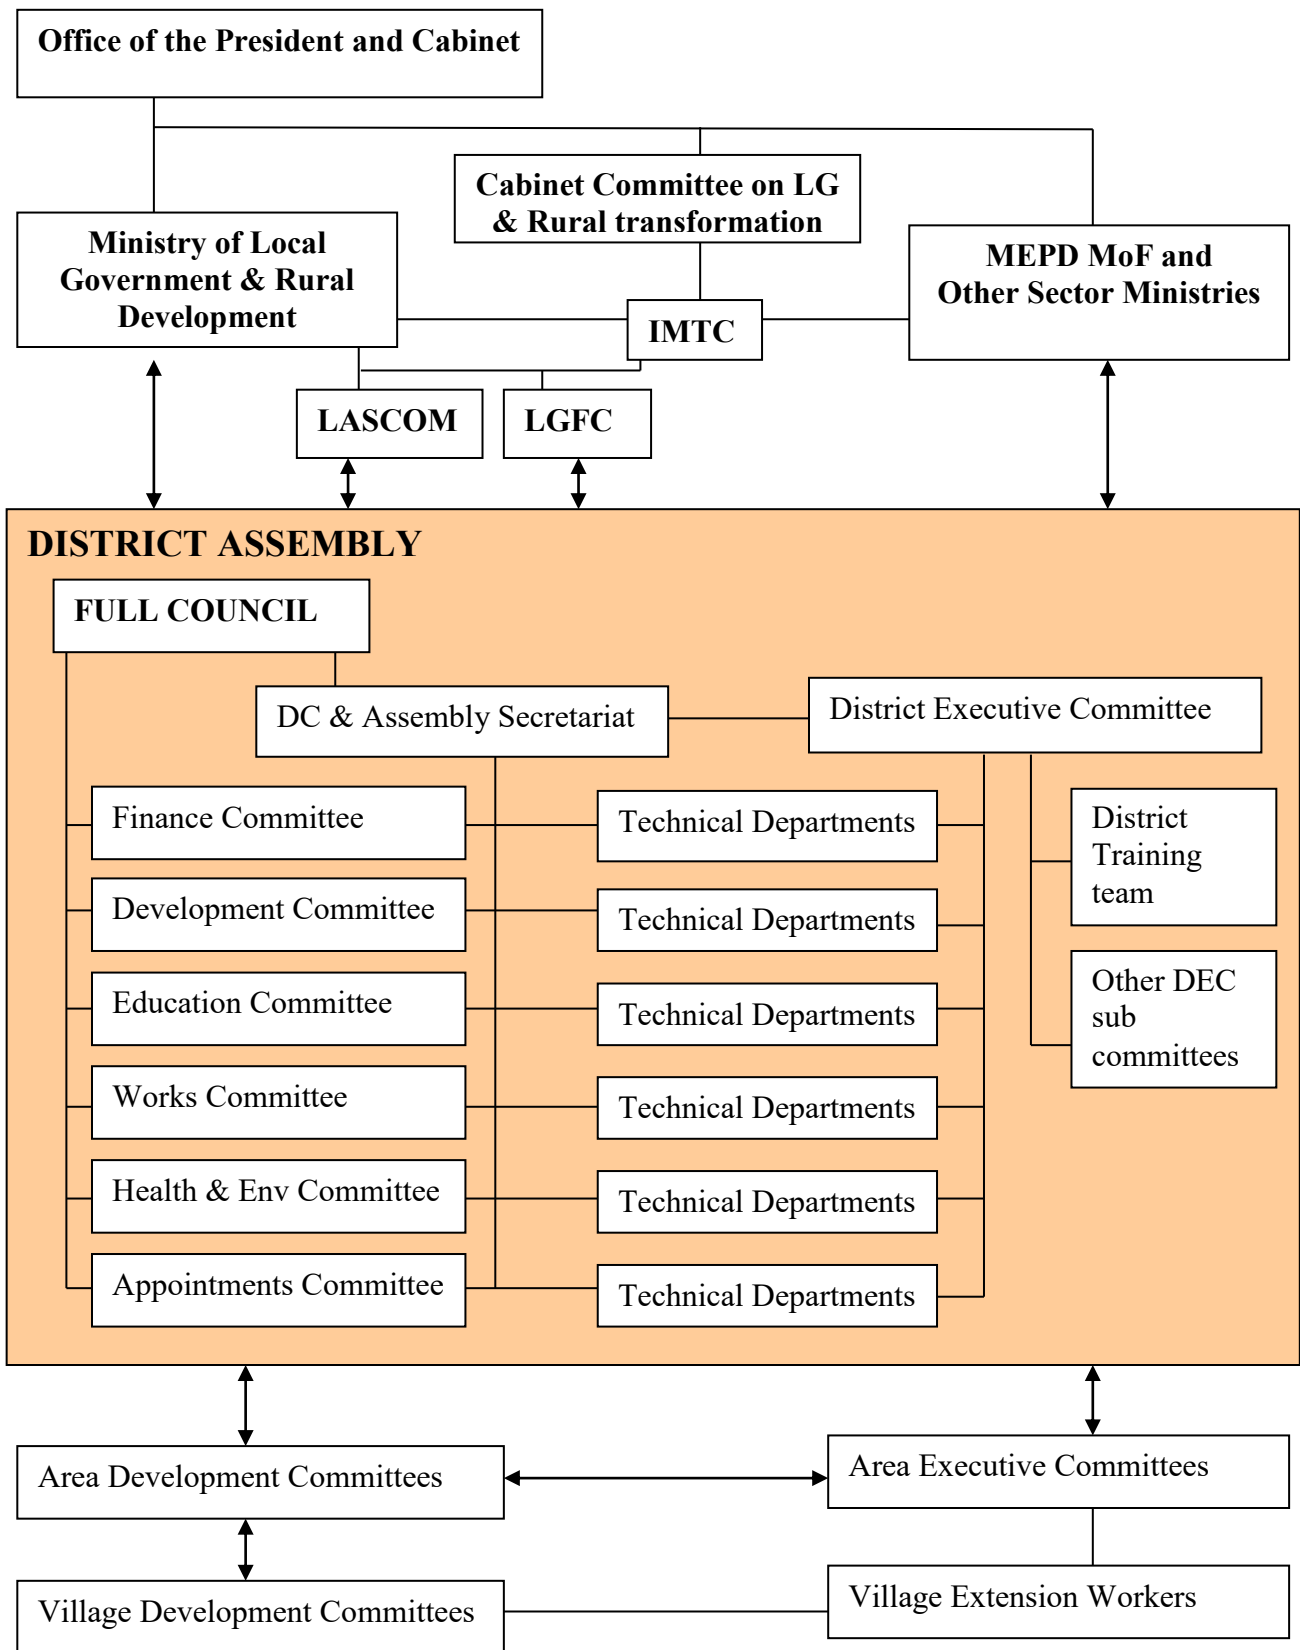 Office of the President and Cabinet
Cabinet Committee on LG
& Rural transformation
Ministry of Local
Government & Rural
Development
MEPD MoF and
Other Sector Ministries
IMTC
LASCOM
LGFC
DISTRICT ASSEMBLY
FULL COUNCIL
DC & Assembly Secretariat
District Executive Committee
Finance Committee
Technical Departments
District
Training
team
Development Committee
Technical Departments
Education Committee
Technical Departments
Other DEC
sub
committees
Works Committee
Technical Departments
Health & Env Committee
Technical Departments
Appointments Committee
Technical Departments
Area Development Committees
Area Executive Committees
Village Development Committees
Village Extension Workers